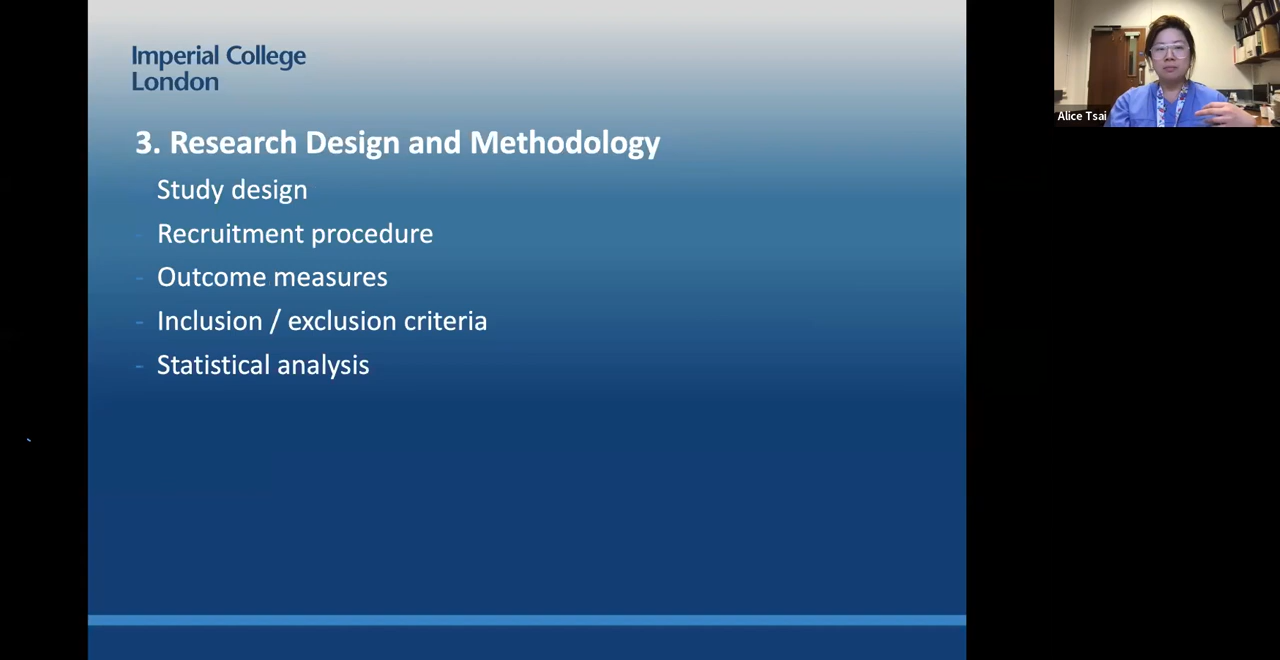 Imperial College
London
3. Research Design and Methodology
Study design
- Recruitment procedure
- Outcome measures
- Inclusion / exclusion criteria
- Statistical analysis
Alice Tsai